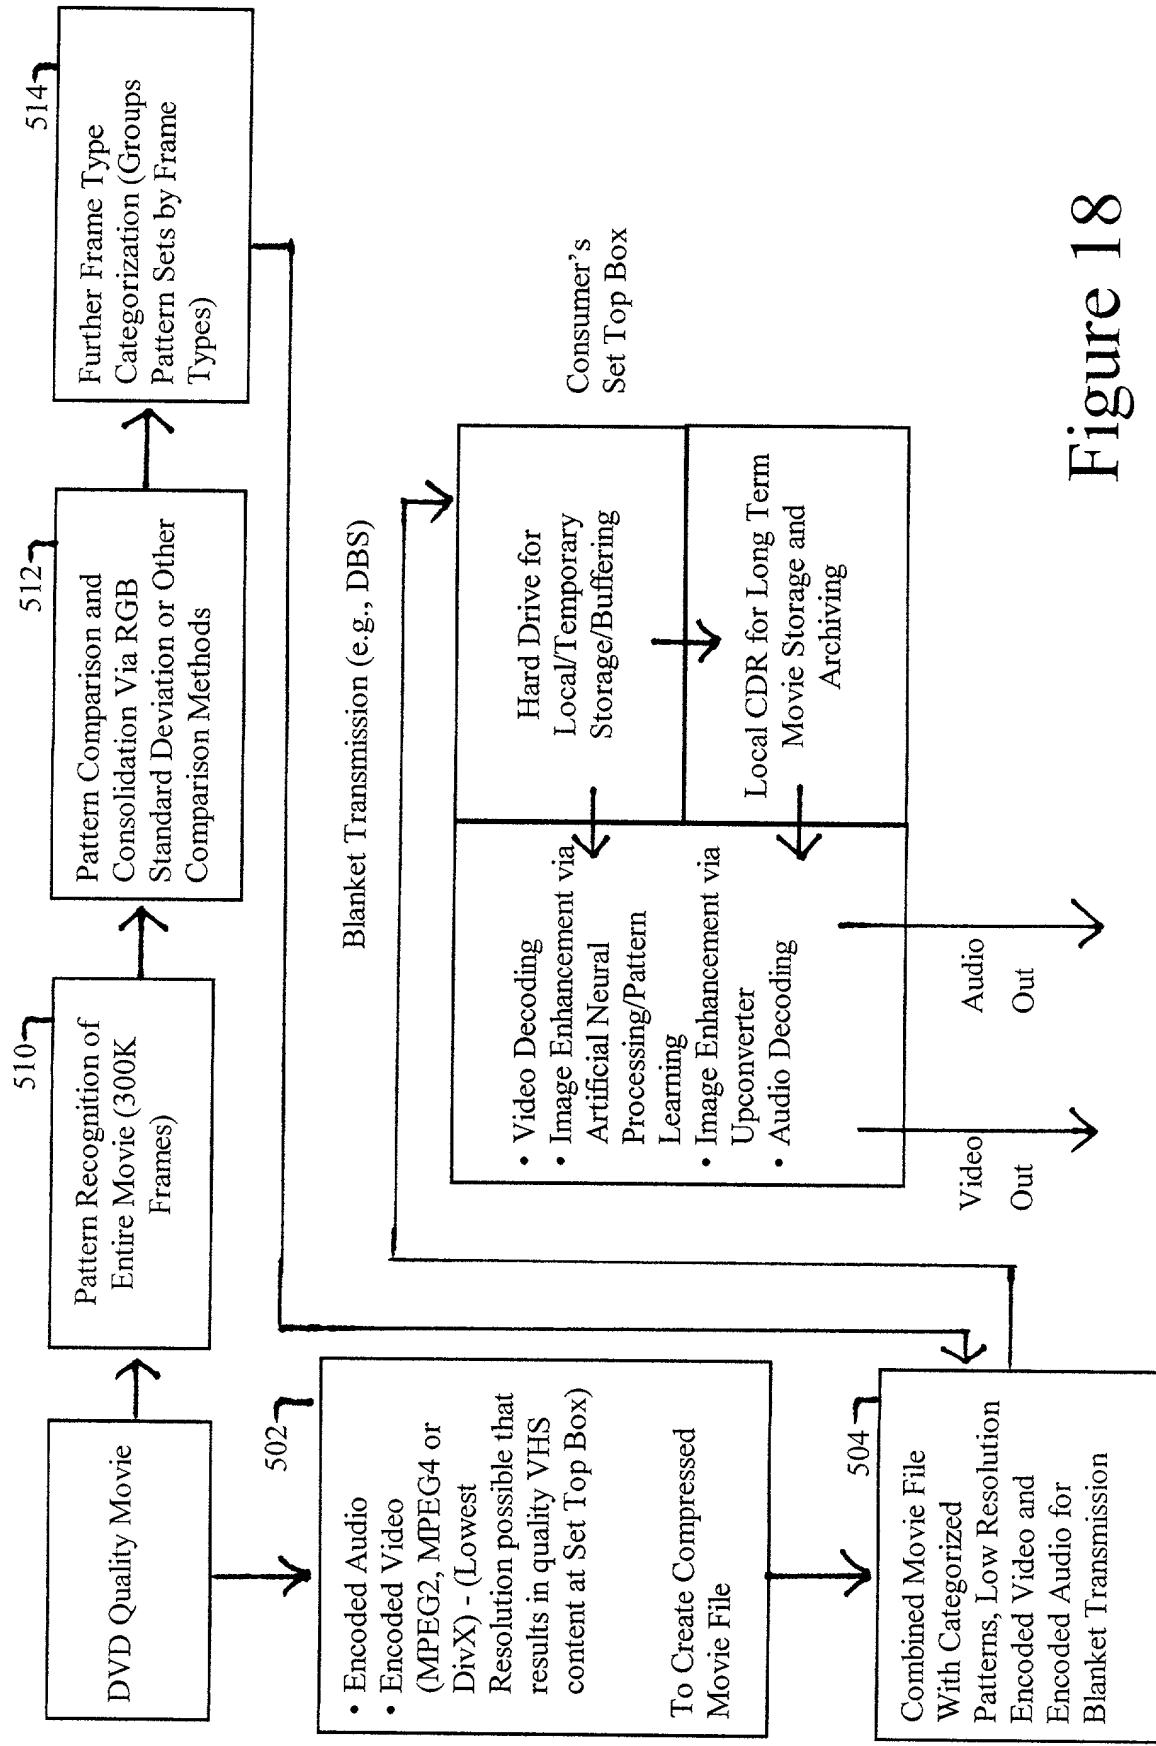 DVD Quality Movie
510
Pattern Recognition of
Entire Movie (300K
Frames)
512
Pattern Comparison and
Consolidation Via RGB
Standard Deviation or Other
Comparison Methods
514
Further Frame Type
Categorization (Groups
Pattern Sets by Frame
Types)
502
• Encoded Audio
• Encoded Video
(MPEG2, MPEG4 or
DivX) - (Lowest
Resolution possible that
results in quality VHS
content at Set Top Box)
To Create Compressed
Movie File
504
Combined Movie File
With Categorized
Patterns, Low Resolution
Encoded Video and
Encoded Audio for
Blanket Transmission
Blanket Transmission (e.g., DBS)
• Video Decoding
• Image Enhancement via
Artificial Neural
Processing/Pattern
Learning
• Image Enhancement via
Upconverter
• Audio Decoding
Hard Drive for
Local/Temporary
Storage/Buffering
Local CDR for Long Term
Movie Storage and
Archiving
Consumer's
Set Top Box
Video
Out
Audio
Out
Figure 18